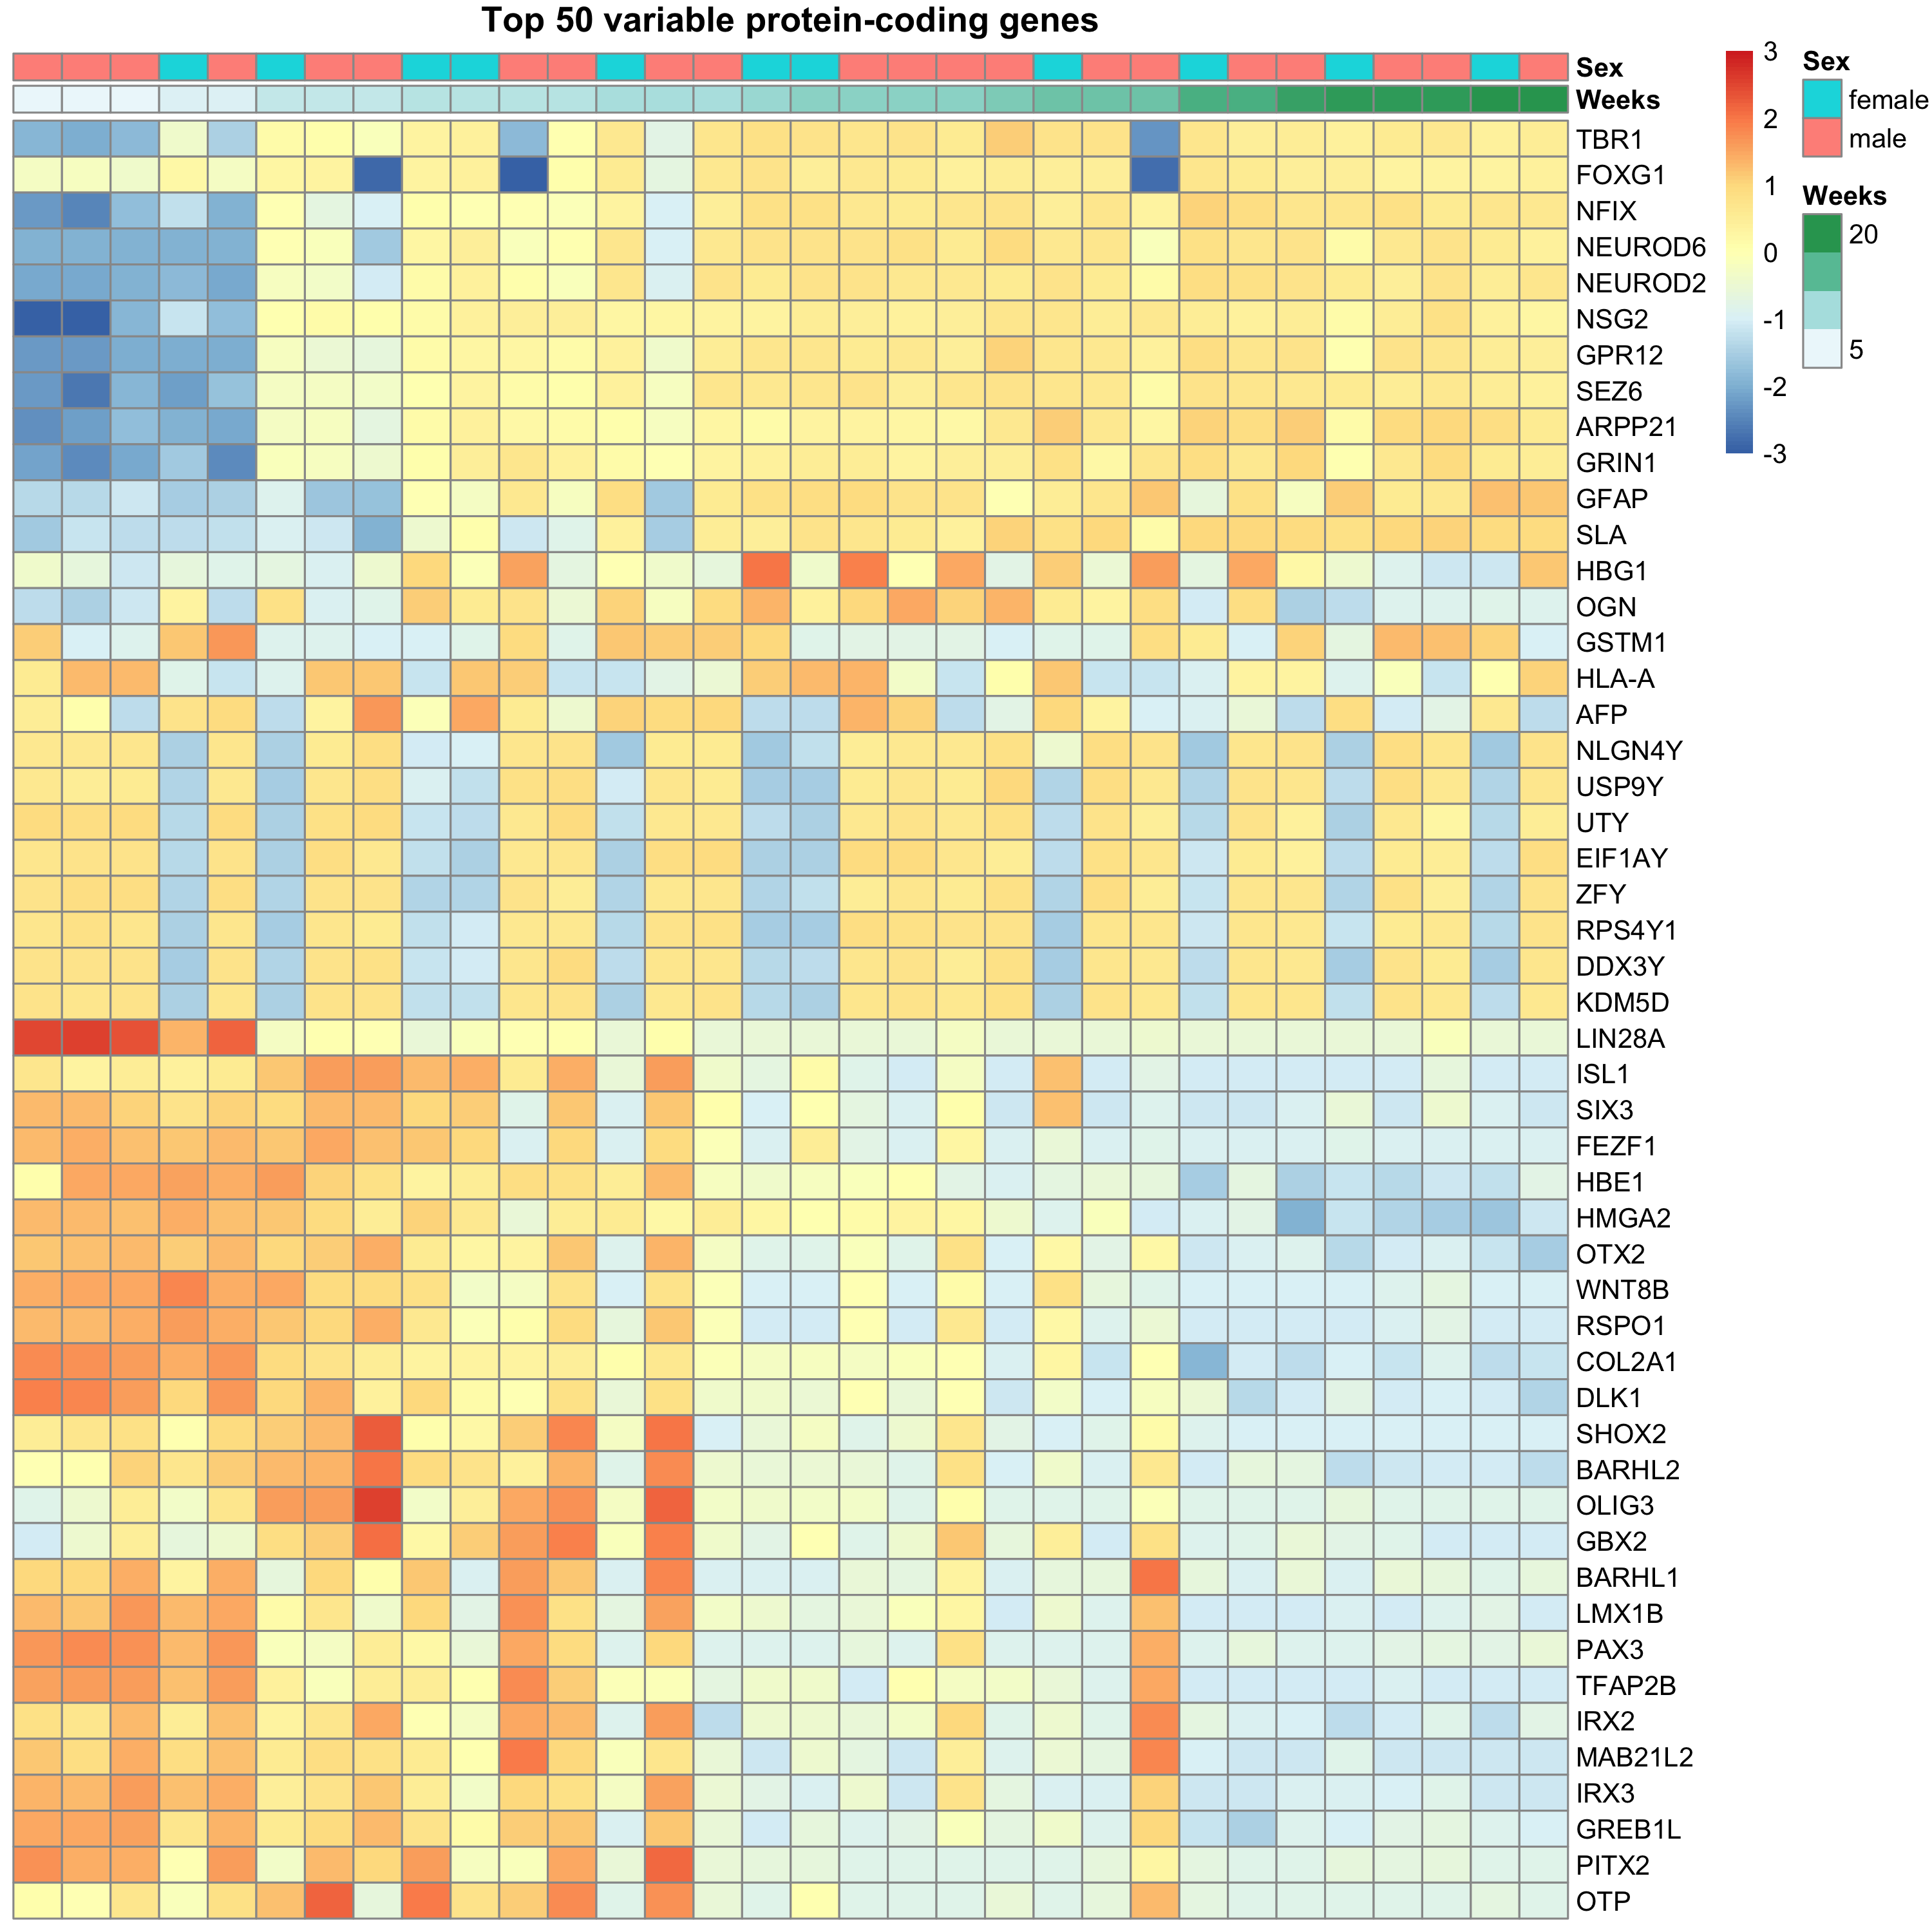 Top 50 variable protein-coding genes
Sex
Weeks
TBR1
FOXG1
NFIX
NEUROD6
NEUROD2
NSG2
GPR12
SEZ6
ARPP21
GRIN1
GFAP
SLA
HBG1
OGN
GSTM1
HLA-A
AFP
NLGN4Y
USP9Y
UTY
EIF1AY
ZFY
RPS4Y1
DDX3Y
KDM5D
LIN28A
ISL1
SIX3
FEZF1
HBE1
HMGA2
OTX2
WNT8B
RSPO1
COL2A1
DLK1
SHOX2
BARHL2
OLIG3
GBX2
BARHL1
LMX1B
PAX3
TFAP2B
IRX2
MAB21L2
IRX3
GREB1L
PITX2
OTP
3
2
1
0
-1
-2
-3
Sex
female
male
Weeks
20
5